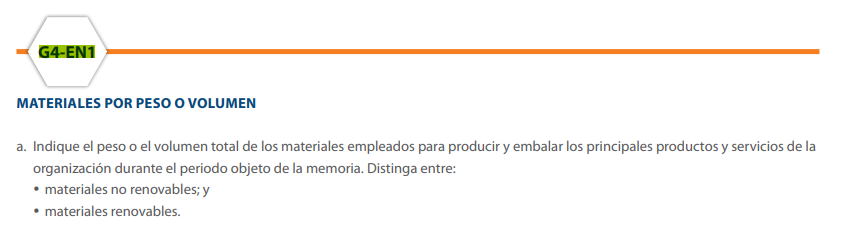 G4-EN1
MATERIALES POR PESO O VOLUMEN
a. Indique el peso o el volumen total de los materiales empleados para producir y embalar los principales productos y servicios de la
organización durante el periodo objeto de la memoria. Distinga entre:
• materiales no renovables; y
• materiales renovables.